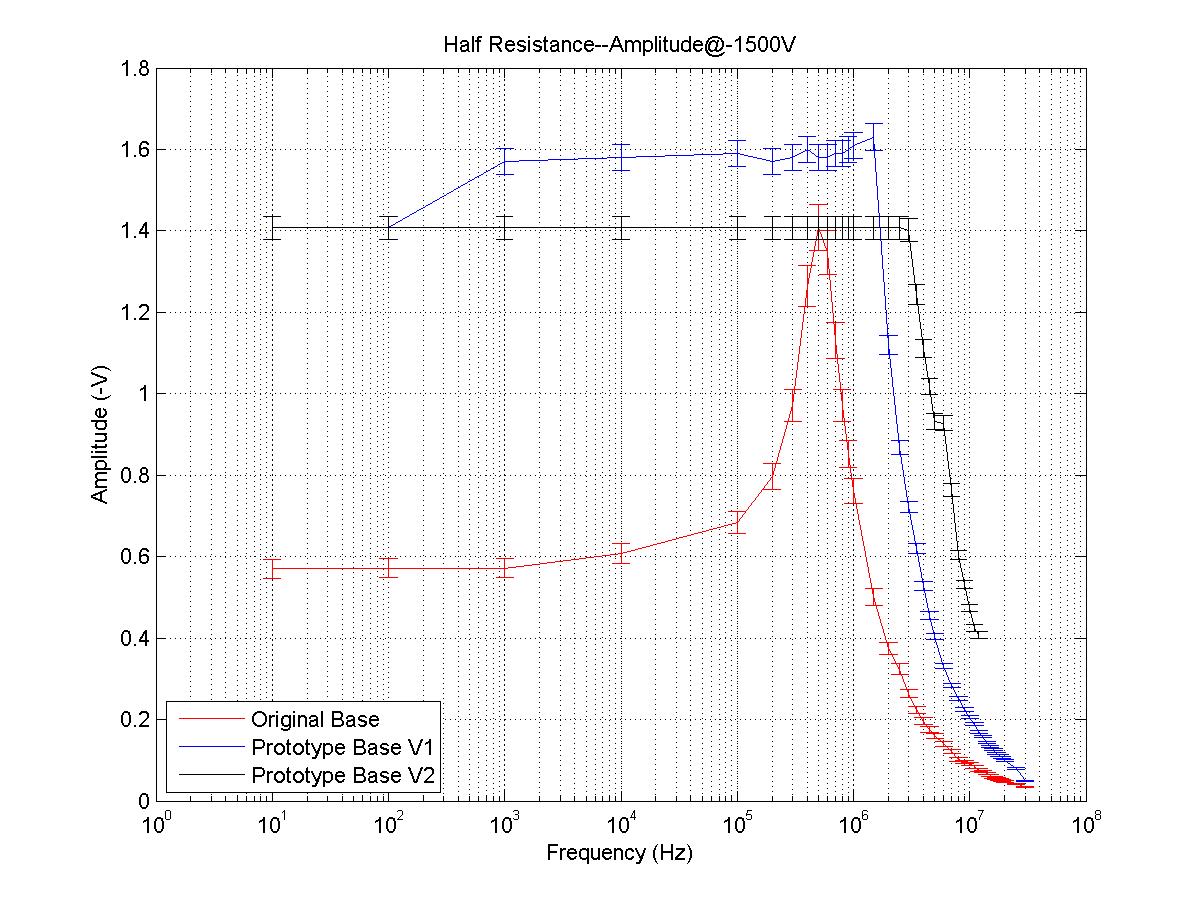 Half Resistance--Amplitude@-1500V
1.8
1.6
1.4
1.2
1
0.8
0.6
0.4
0.2
0
Amplitude (-V)
Original Base
Prototype Base V1
Prototype Base V2
10^0 10^1 10^2 10^3 10^4 10^5 10^6 10^7 10^8
Frequency (Hz)